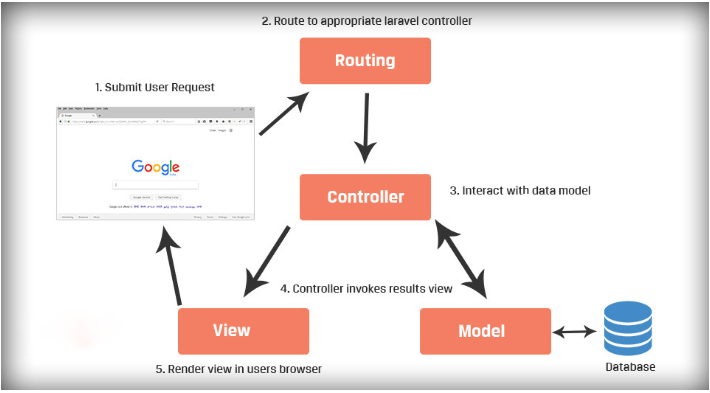 2. Route to appropriate laravel controller
Routing
1. Submit User Request
Google
Controller
3. Interact with data model
4. Controller invokes results view
View
Model
5. Render view in users browser
Database